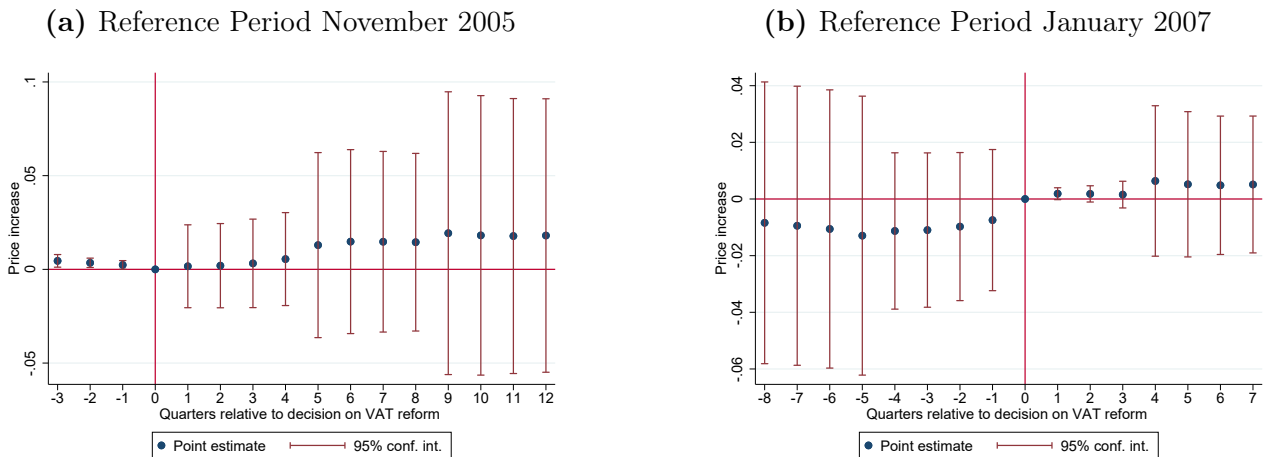 (a) Reference Period November 2005
Price increase
.1
.05
0
-.05
-3 -2 -1 0 1 2 3 4 5 6 7 8 9 10 11 12
Quarters relative to decision on VAT reform
Point estimate 95% conf. int.
(b) Reference Period January 2007
Price increase
.04
.02
0
-.02
-.04
-.06
-8 -7 -6 -5 -4 -3 -2 -1 0 1 2 3 4 5 6 7
Quarters relative to decision on VAT reform
Point estimate 95% conf. int.